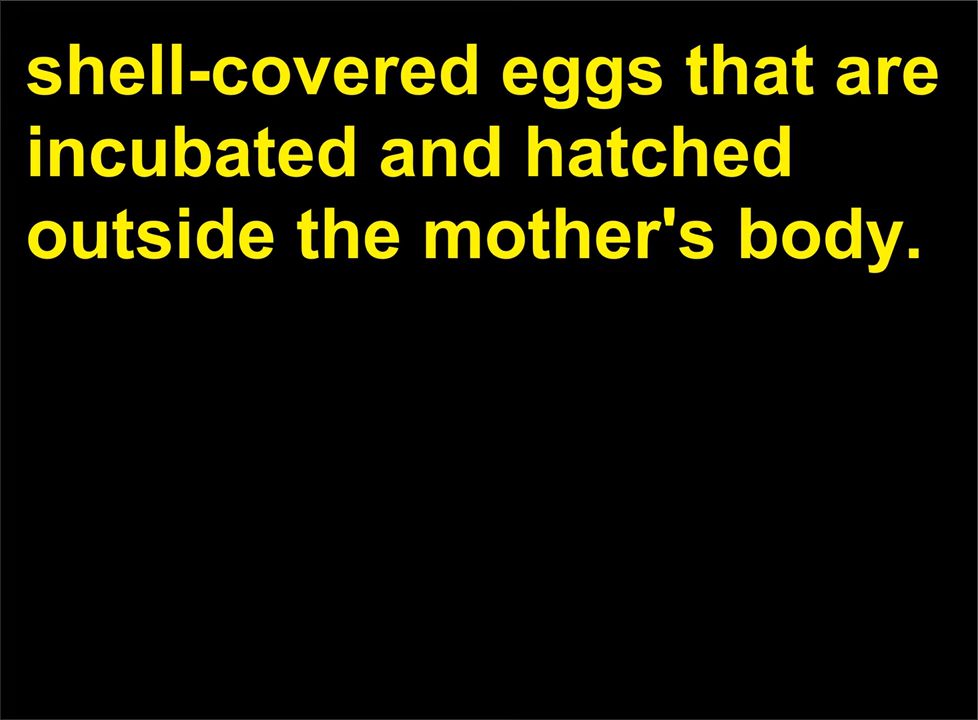 shell-covered eggs that are
incubated and hatched
outside the mother's body.